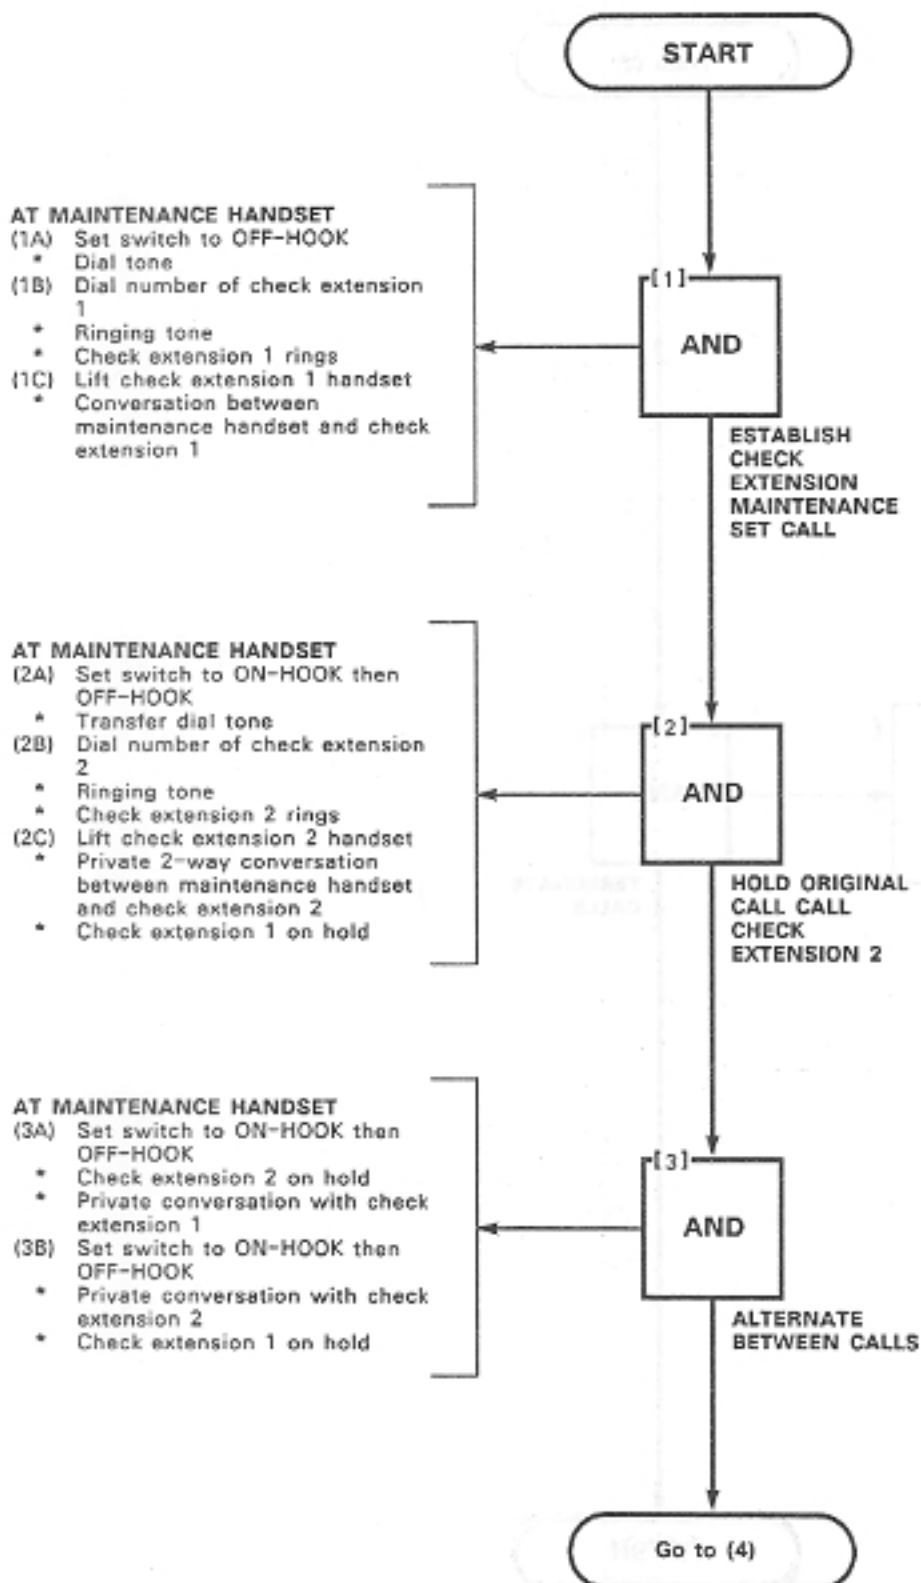 START
AT MAINTENANCE HANDSET
(1A) Set switch to OFF-HOOK
* Dial tone
(1B) Dial number of check extension
1
* Ringing tone
* Check extension 1 rings
(1C) Lift check extension 1 handset
* Conversation between
maintenance handset and check
extension 1
[1]
AND
ESTABLISH
CHECK
EXTENSION
MAINTENANCE
SET CALL
AT MAINTENANCE HANDSET
(2A) Set switch to ON-HOOK then
OFF-HOOK
* Transfer dial tone
(2B) Dial number of check extension
2
* Ringing tone
* Check extension 2 rings
(2C) Lift check extension 2 handset
* Private 2-way conversation
between maintenance handset
and check extension 2
* Check extension 1 on hold
[2]
AND
HOLD ORIGINAL
CALL CALL
CHECK
EXTENSION 2
AT MAINTENANCE HANDSET
(3A) Set switch to ON-HOOK then
OFF-HOOK
* Check extension 2 on hold
* Private conversation with check
extension 1
(3B) Set switch to ON-HOOK then
OFF-HOOK
* Private conversation with check
extension 2
* Check extension 1 on hold
[3]
AND
ALTERNATE
BETWEEN CALLS
Go to (4)